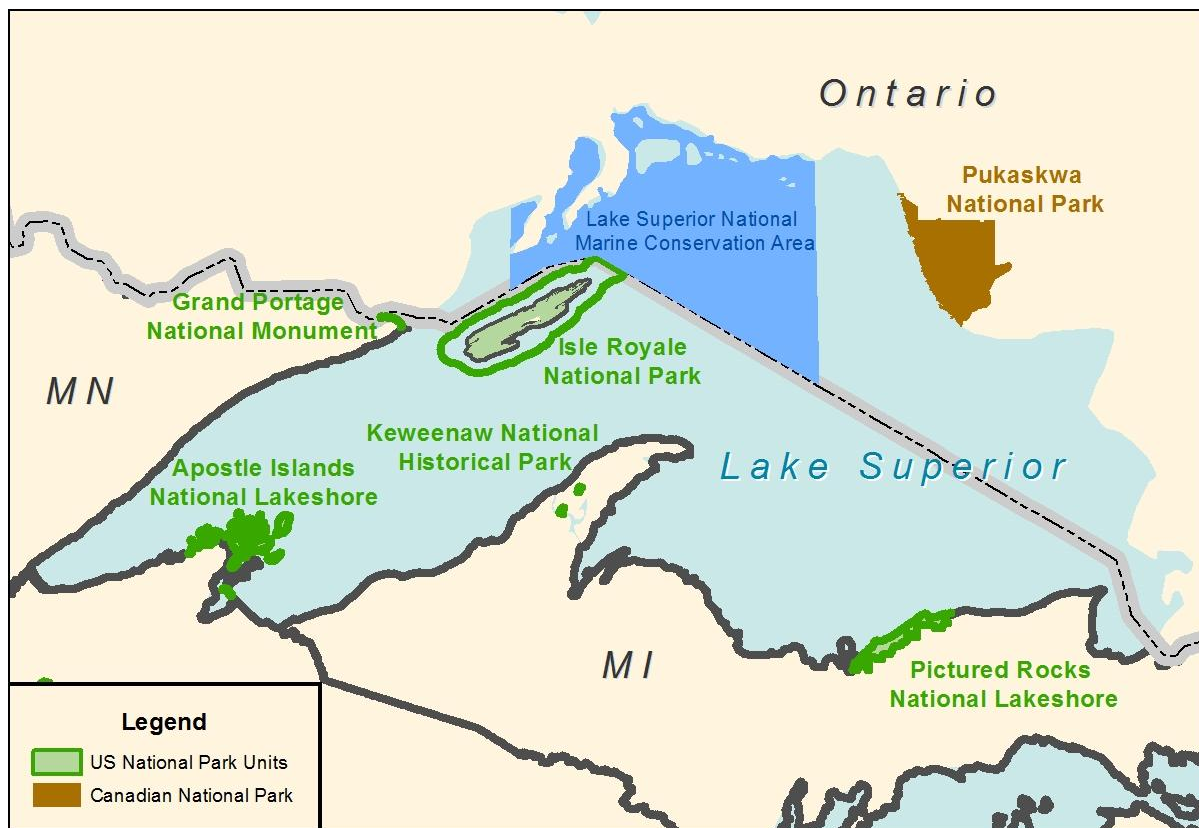 Ontario
Pukaskwa
National Park
Lake Superior National
Marine Conservation Area
Grand Portage
National Monument
Isle Royale
National Park
MN
Keweenaw National
Historical Park
Apostle Islands
National Lakeshore
Lake Superior
MI
Pictured Rocks
National Lakeshore
Legend
US National Park Units
Canadian National Park